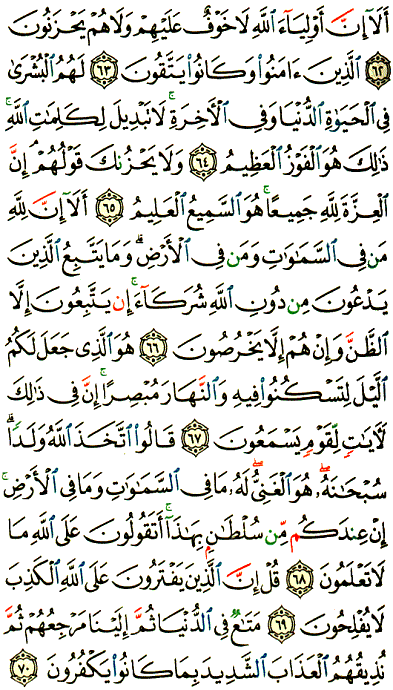 أَلَآ إِنَّ أَوْلِيَآءَ ٱللَّهِ لَا خَوْفٌ عَلَيْهِمْ وَلَا هُمْ يَحْزَنُونَ
٦٢ ٱلَّذِينَ ءَامَنُوا۟ وَكَانُوا۟ يَتَّقُونَ ٦٣ لَهُمُ ٱلْبُشْرَىٰ
فِى ٱلْحَيَوٰةِ ٱلدُّنْيَا وَفِى ٱلْـَٔاخِرَةِ ۚ لَا تَبْدِيلَ لِكَلِمَٰتِ ٱللَّهِ ۚ
ذَٰلِكَ هُوَ ٱلْفَوْزُ ٱلْعَظِيمُ ٦٤ وَلَا يَحْزُنكَ قَوْلُهُمْ ۘ إِنَّ
ٱلْعِزَّةَ لِلَّهِ جَمِيعًا ۚ هُوَ ٱلسَّمِيعُ ٱلْعَلِيمُ ٦٥ أَلَآ إِنَّ لِلَّهِ
مَن فِى ٱلسَّمَٰوَٰتِ وَمَن فِى ٱلْأَرْضِ ۗ وَمَا يَتَّبِعُ ٱلَّذِينَ
يَدْعُونَ مِن دُونِ ٱللَّهِ شُرَكَآءَ ۚ إِن يَتَّبِعُونَ إِلَّا
ٱلظَّنَّ وَإِنْ هُمْ إِلَّا يَخْرُصُونَ ٦٦ هُوَ ٱلَّذِى جَعَلَ لَكُمُ
ٱلَّيْلَ لِتَسْكُنُوا۟ فِيهِ وَٱلنَّهَارَ مُبْصِرًا ۚ إِنَّ فِى ذَٰلِكَ
لَـَٔايَٰتٍ لِّقَوْمٍ يَسْمَعُونَ ٦٧ قَالُوا۟ ٱتَّخَذَ ٱللَّهُ وَلَدًا ۗ
سُبْحَٰنَهُۥ ۖ هُوَ ٱلْغَنِىُّ ۖ لَهُۥ مَا فِى ٱلسَّمَٰوَٰتِ وَمَا فِى ٱلْأَرْضِ ۚ
إِنْ عِندَكُم مِّن سُلْطَٰنٍۭ بِهَٰذَآ ۚ أَتَقُولُونَ عَلَى ٱللَّهِ مَا
لَا تَعْلَمُونَ ٦٨ قُلْ إِنَّ ٱلَّذِينَ يَفْتَرُونَ عَلَى ٱللَّهِ ٱلْكَذِبَ
لَا يُفْلِحُونَ ٦٩ مَتَٰعٌ فِى ٱلدُّنْيَا ثُمَّ إِلَيْنَا مَرْجِعُهُمْ ثُمَّ
نُذِيقُهُمُ ٱلْعَذَابَ ٱلشَّدِيدَ بِمَا كَانُوا۟ يَكْفُرُونَ ٧٠